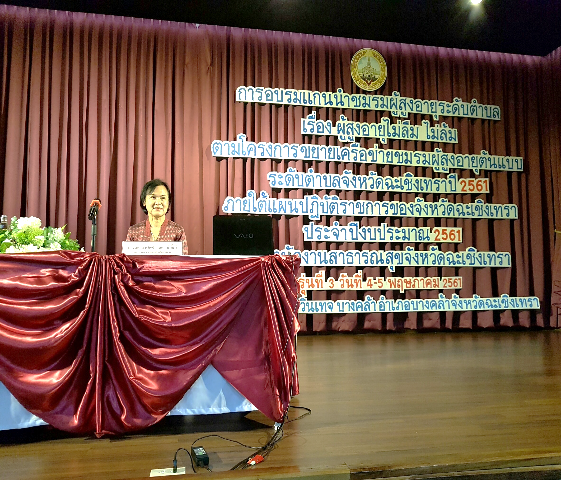 การอบรมแกนนำชมรมผู้สูงอายุระดับตำบล
เรื่อง ผู้สูงอายุไม่ลืม ไม่ล้ม
ตามโครงการขยายเครือข่ายชมรมผู้สูงอายุต้นแบบ
ระดับตำบลจังหวัดฉะเชิงเทราปี 2561
ภายใต้แผนปฏิบัติราชการของจังหวัดฉะเชิงเทรา
ประจำปีงบประมาณ 2561
งานสาธารณสุขจังหวัดฉะเชิงเทรา
รุ่นที่ 3 วันที่ 4-5 พฤษภาคม 2561
บางคล้า อำเภอบางคล้าจังหวัดฉะเชิงเทรา
VAIO